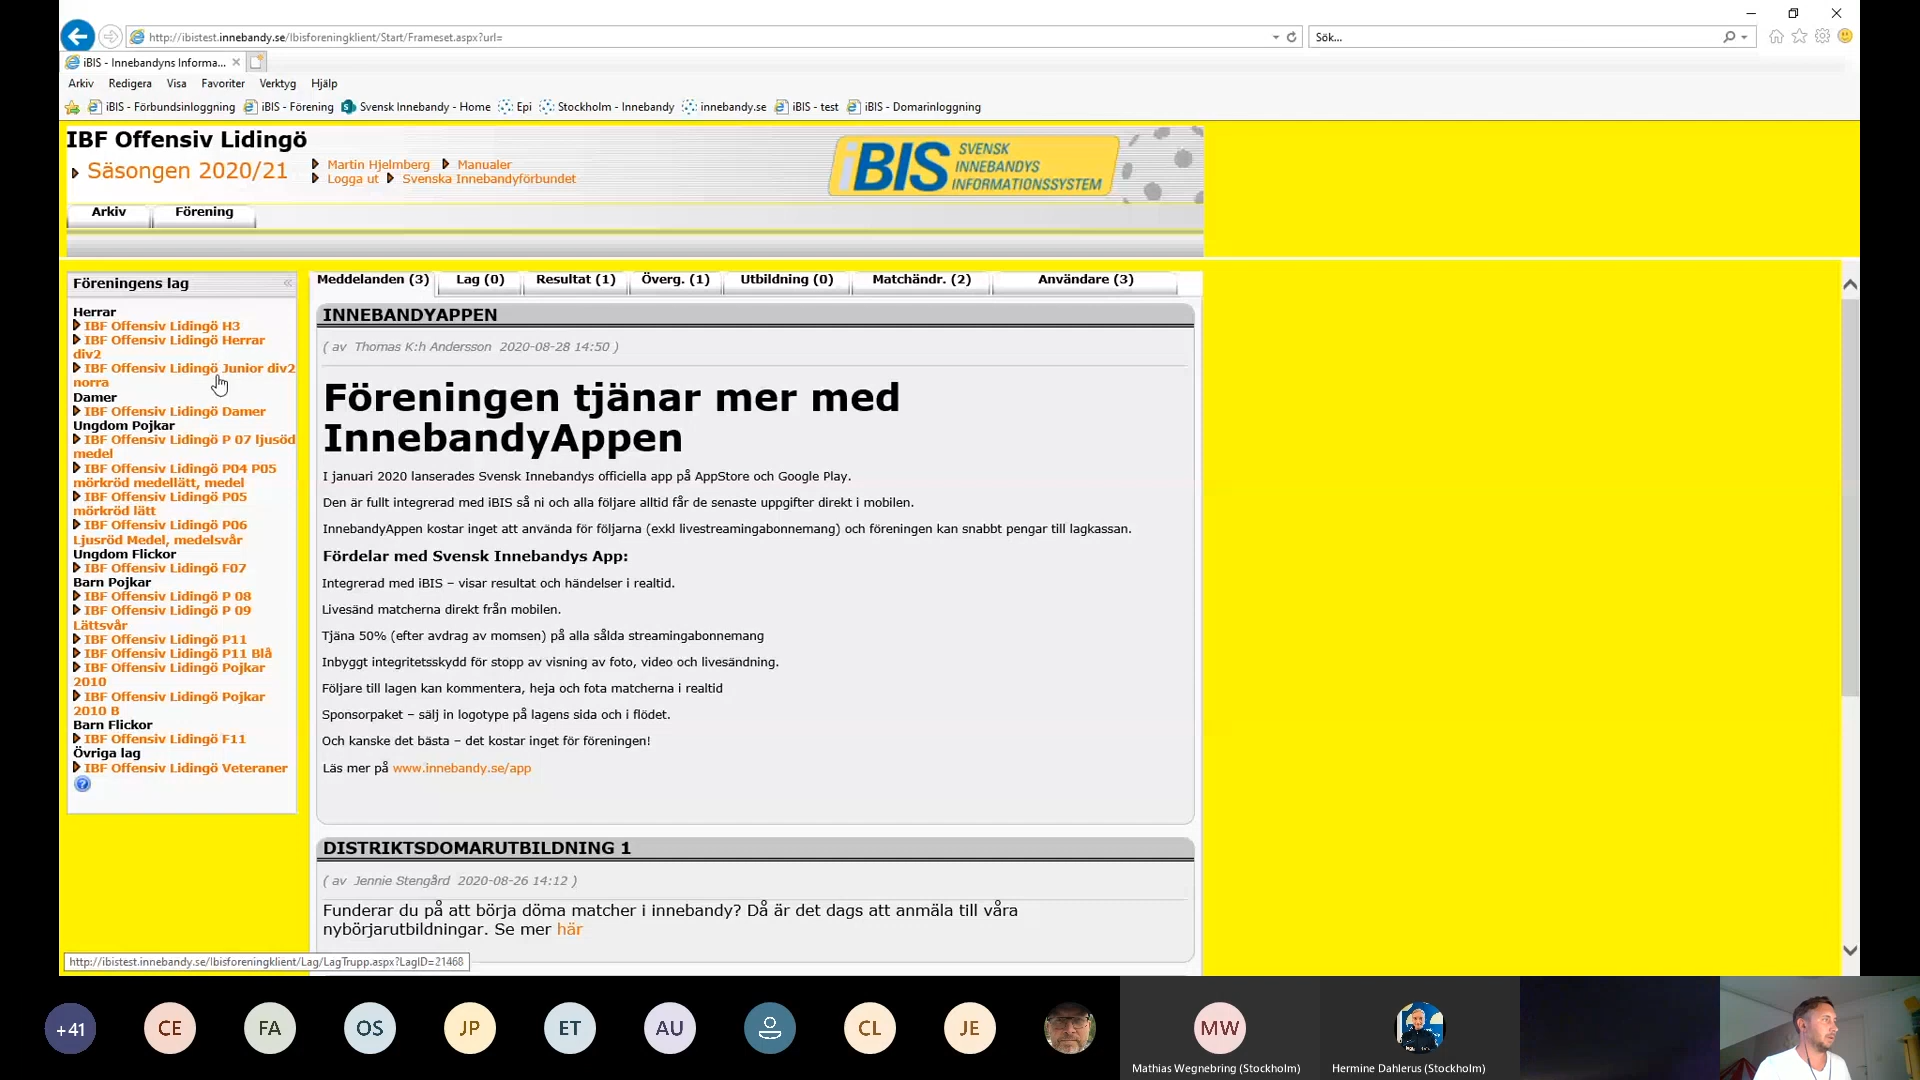 http://ibistest.innebandy.se/Ibisforeningklient/Start/Frameset.aspx?url=
Sök...
iBIS - Innebandyns Informa...
Arkiv Redigera Visa Favoriter Verktyg Hjälp
iBIS - Förbundsinloggning iBIS - Förening Svensk Innebandy - Home Epi Stockholm - Innebandy innebandy.se iBIS - test iBIS - Domarinloggning
IBF Offensiv Lidingö
Säsongen 2020/21
Martin Hjelmberg Manualer
Logga ut Svenska Innebandyförbundet
iBIS SVENSK
INNEBANDYS
INFORMATIONSSYSTEM
Arkiv Förening
Föreningens lag
Herrar
IBF Offensiv Lidingö H3
IBF Offensiv Lidingö Herrar
div2
IBF Offensiv Lidingö Junior div2
norra
Damer
IBF Offensiv Lidingö Damer
Ungdom Pojkar
IBF Offensiv Lidingö P 07 ljusöd
medel
IBF Offensiv Lidingö P04 P05
mörkröd medellätt, medel
IBF Offensiv Lidingö P05
mörkröd lätt
IBF Offensiv Lidingö P06
Ljusröd Medel, medelsvår
Ungdom Flickor
IBF Offensiv Lidingö F07
Barn Pojkar
IBF Offensiv Lidingö P 08
IBF Offensiv Lidingö P 09
Lättsvår
IBF Offensiv Lidingö P11
IBF Offensiv Lidingö P11 Blå
IBF Offensiv Lidingö Pojkar
2010
IBF Offensiv Lidingö Pojkar
2010 B
Barn Flickor
IBF Offensiv Lidingö F11
Övriga lag
IBF Offensiv Lidingö Veteraner
Meddelanden (3) Lag (0) Resultat (1) Överg. (1) Utbildning (0) Matchändr. (2) Användare (3)
INNEBANDYAPPEN
( av Thomas K:h Andersson 2020-08-28 14:50 )
Föreningen tjänar mer med
InnebandyAppen
I januari 2020 lanserades Svensk Innebandys officiella app på AppStore och Google Play.
Den är fullt integrerad med iBIS så ni och alla följare alltid får de senaste uppgifter direkt i mobilen.
InnebandyAppen kostar inget att använda för följarna (exkl livestreamingabonnemang) och föreningen kan snabbt pengar till lagkassan.
Fördelar med Svensk Innebandys App:
Integrerad med iBIS – visar resultat och händelser i realtid.
Livesänd matcherna direkt från mobilen.
Tjäna 50% (efter avdrag av momsen) på alla sålda streamingabonnemang
Inbyggt integritetsskydd för stopp av visning av foto, video och livesändning.
Följare till lagen kan kommentera, heja och fota matcherna i realtid
Sponsorpaket – sälj in logotype på lagens sida och i flödet.
Och kanske det bästa – det kostar inget för föreningen!
Läs mer på www.innebandy.se/app
DISTRIKTSDOMARUTBILDNING 1
( av Jennie Stengård 2020-08-26 14:12 )
Funderar du på att börja döma matcher i innebandy? Då är det dags att anmäla till våra
nybörjarutbildningar. Se mer här
http://ibistest.innebandy.se/Ibisforeningklient/Lag/LagTrupp.aspx?LagID=21468
+41 CE FA OS JP ET AU CL JE MW
Mathias Wegnebring (Stockholm) Hermine Dahlerus (Stockholm)